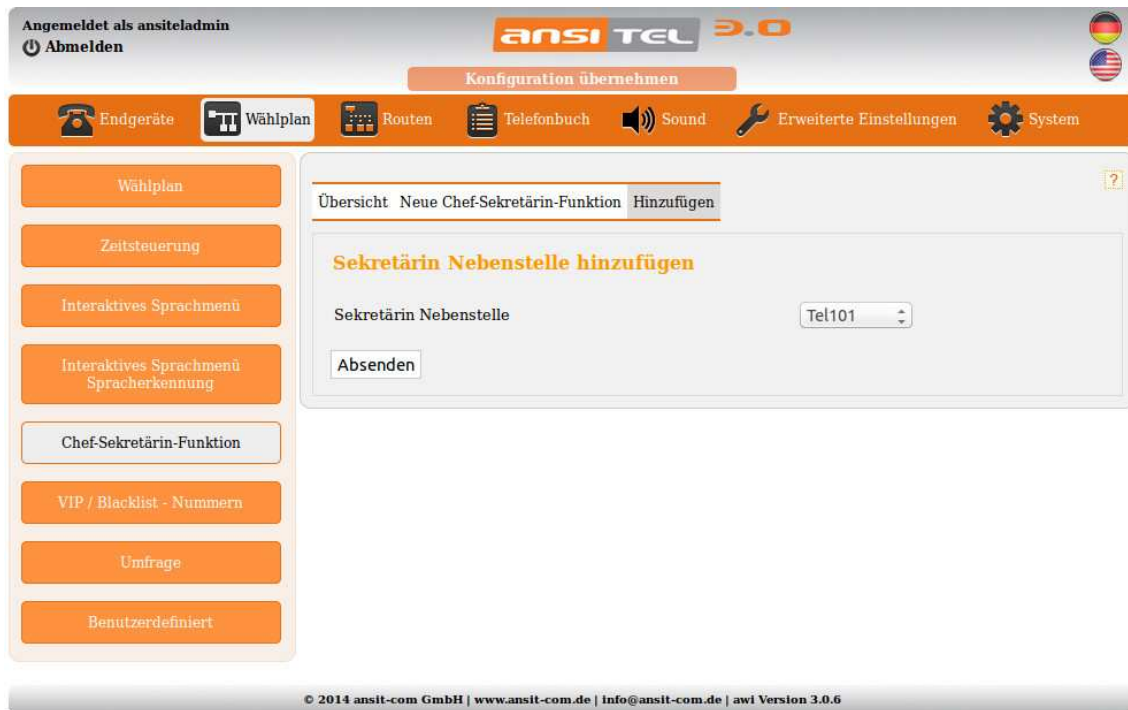 Angemeldet als ansiteladmin
Abmelden
ansi TEL 3.0
Konfiguration übernehmen
Endgeräte
Wählplan
Routen
Telefonbuch
Sound
Erweiterte Einstellungen
System
Wählplan
Zeitsteuerung
Interaktives Sprachmenü
Interaktives Sprachmenü
Spracherkennung
Chef-Sekretärin-Funktion
VIP / Blacklist - Nummern
Umfrage
Benutzerdefiniert
?
Übersicht Neue Chef-Sekretärin-Funktion Hinzufügen
Sekretärin Nebenstelle hinzufügen
Sekretärin Nebenstelle Tel101
Absenden
© 2014 ansit-com GmbH | www.ansit-com.de | info@ansit-com.de | awi Version 3.0.6